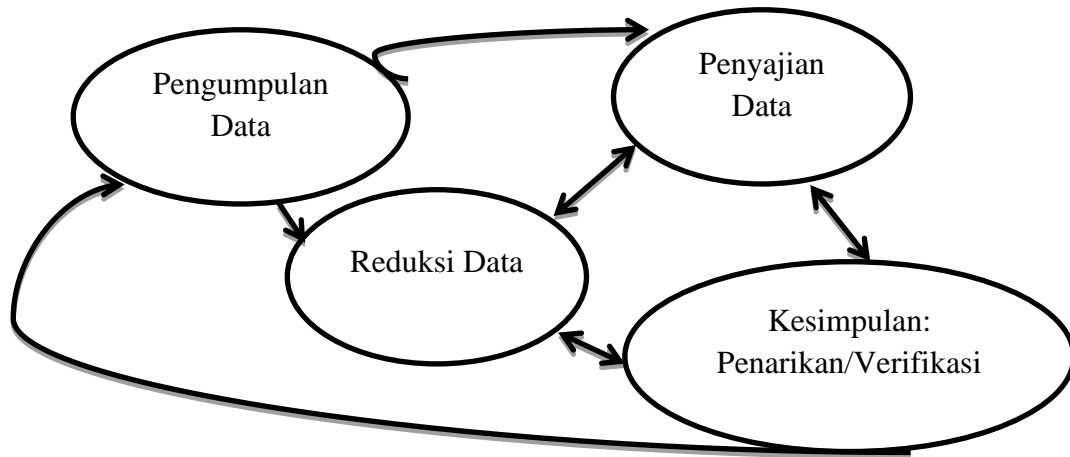 Pengumpulan
Data
Penyajian
Data
Reduksi Data
Kesimpulan:
Penarikan/Verifikasi